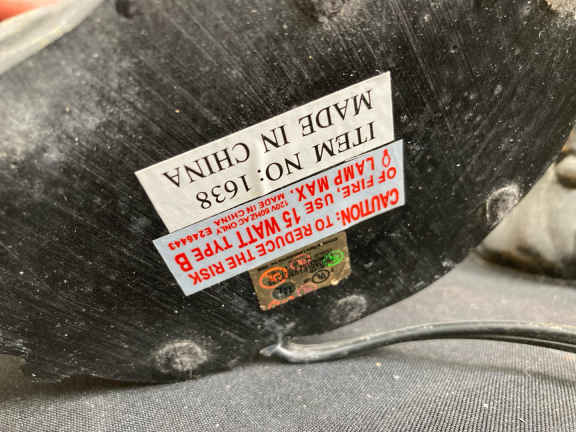 ITEM NO: 1638
MADE IN CHINA
CAUTION: TO REDUCE THE RISK
OF FIRE, USE 15 WATT TYPE B
LAMP MAX. 120V 60HZ AC ONLY E246443
MADE IN CHINA